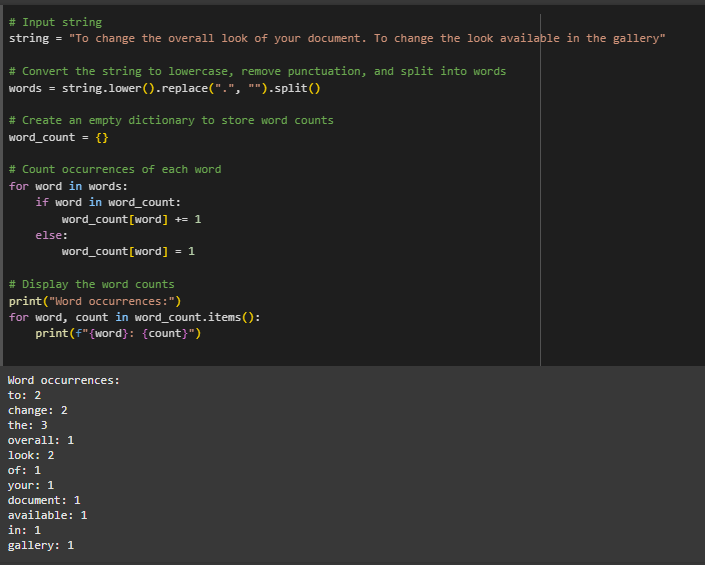 # Input string
string = "To change the overall look of your document. To change the look available in the gallery"
# Convert the string to lowercase, remove punctuation, and split into words
words = string.lower().replace(".", "").split()
# Create an empty dictionary to store word counts
word_count = {}
# Count occurrences of each word
for word in words:
    if word in word_count:
        word_count[word] += 1
    else:
        word_count[word] = 1
# Display the word counts
print("Word occurrences:")
for word, count in word_count.items():
    print(f"{word}: {count}")
Word occurrences:
to: 2
change: 2
the: 3
overall: 1
look: 2
of: 1
your: 1
document: 1
available: 1
in: 1
gallery: 1